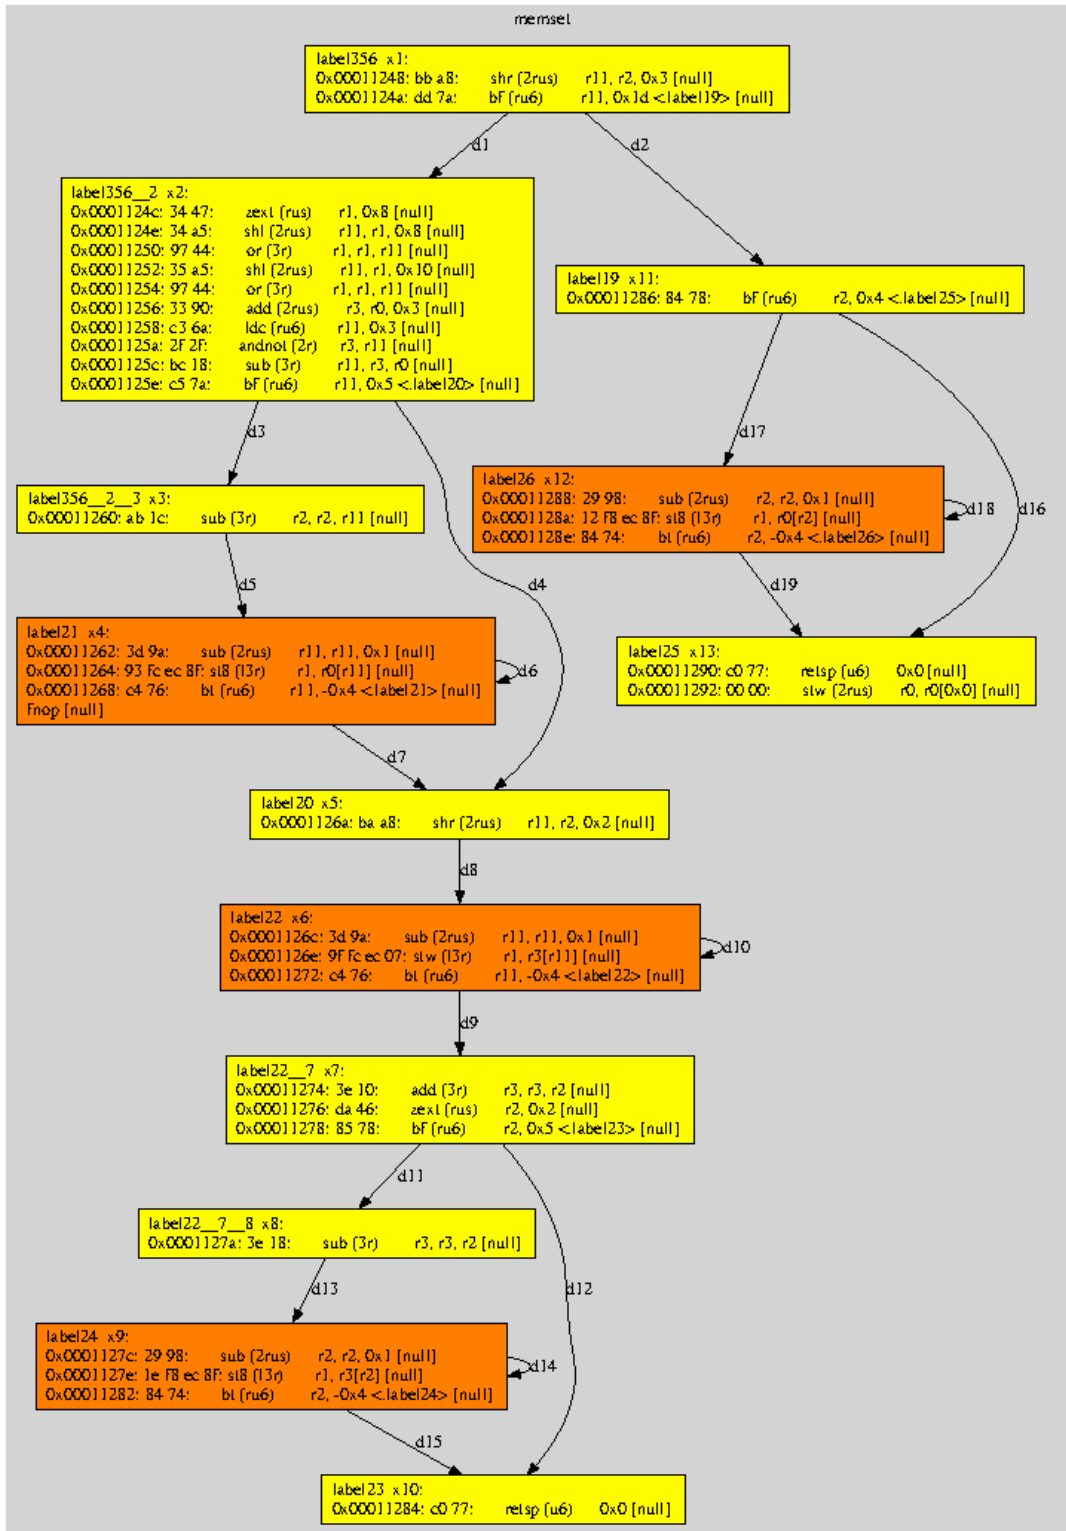 memset
label356 x1:
0x00011248: bb a8: shr (2rus) r11, r2, 0x3 [null]
0x0001124a: dd 7a: bf (ru6) r11, 0x1d <label19> [null]
d1
d2
label356__2 x2:
0x0001124c: 34 47: zext (rus) r1, 0x8 [null]
0x0001124e: 34 a5: shl (2rus) r11, r1, 0x8 [null]
0x00011250: 97 44: or (3r) r1, r1, r11 [null]
0x00011252: 35 a5: shl (2rus) r11, r1, 0x10 [null]
0x00011254: 97 44: or (3r) r1, r1, r11 [null]
0x00011256: 33 90: add (2rus) r3, r0, 0x3 [null]
0x00011258: c3 6a: ldc (ru6) r11, 0x3 [null]
0x0001125a: 2f 2f: andnot (2r) r3, r11 [null]
0x0001125c: bc 18: sub (3r) r11, r3, r0 [null]
0x0001125e: c5 7a: bf (ru6) r11, 0x5 <.label20> [null]
label19 x11:
0x00011286: 84 78: bf (ru6) r2, 0x4 <.label25> [null]
d3
d17
label356__2__3 x3:
0x00011260: ab 1c: sub (3r) r2, r2, r11 [null]
label26 x12:
0x00011288: 29 98: sub (2rus) r2, r2, 0x1 [null]
0x0001128a: 12 f8 ec 8f: st8 (l3r) r1, r0[r2] [null]
0x0001128e: 84 74: bt (ru6) r2, -0x4 <.label26> [null]
d18
d16
d5
d4
d19
label21 x4:
0x00011262: 3d 9a: sub (2rus) r11, r11, 0x1 [null]
0x00011264: 93 fc ec 8f: st8 (l3r) r1, r0[r11] [null]
0x00011268: c4 76: bt (ru6) r11, -0x4 <label21> [null]
Fnop [null]
d6
label25 x13:
0x00011290: c0 77: retsp (u6) 0x0 [null]
0x00011292: 00 00: stw (2rus) r0, r0[0x0] [null]
d7
label20 x5:
0x0001126a: ba a8: shr (2rus) r11, r2, 0x2 [null]
d8
label22 x6:
0x0001126c: 3d 9a: sub (2rus) r11, r11, 0x1 [null]
0x0001126e: 9f fc ec 07: stw (l3r) r1, r3[r11] [null]
0x00011272: c4 76: bt (ru6) r11, -0x4 <label22> [null]
d10
d9
label22__7 x7:
0x00011274: 3e 10: add (3r) r3, r3, r2 [null]
0x00011276: da 46: zext (rus) r2, 0x2 [null]
0x00011278: 85 78: bf (ru6) r2, 0x5 <label23> [null]
d11
label22__7__8 x8:
0x0001127a: 3e 18: sub (3r) r3, r3, r2 [null]
d13
d12
label24 x9:
0x0001127c: 29 98: sub (2rus) r2, r2, 0x1 [null]
0x0001127e: 1e f8 ec 8f: st8 (l3r) r1, r3[r2] [null]
0x00011282: 84 74: bt (ru6) r2, -0x4 <.label24> [null]
d14
d15
label23 x10:
0x00011284: c0 77: retsp (u6) 0x0 [null]